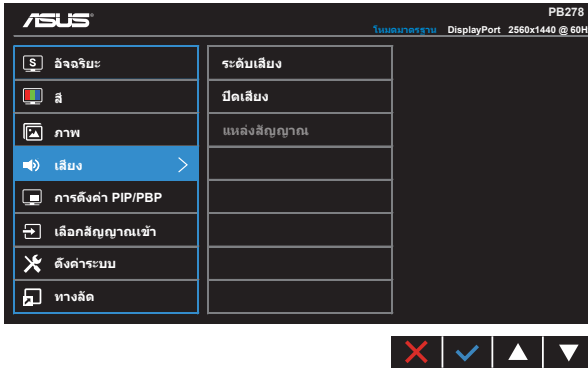 ASUS
PB278
โหมดมาตรฐาน DisplayPort 2560x1440 @ 60H
S อัจฉริยะ
สี
ภาพ
เสียง
การตั้งค่า PIP/PBP
เลือกสัญญาณเข้า
ตั้งค่าระบบ
ทางลัด
ระดับเสียง
ปิดเสียง
แหล่งสัญญาณ